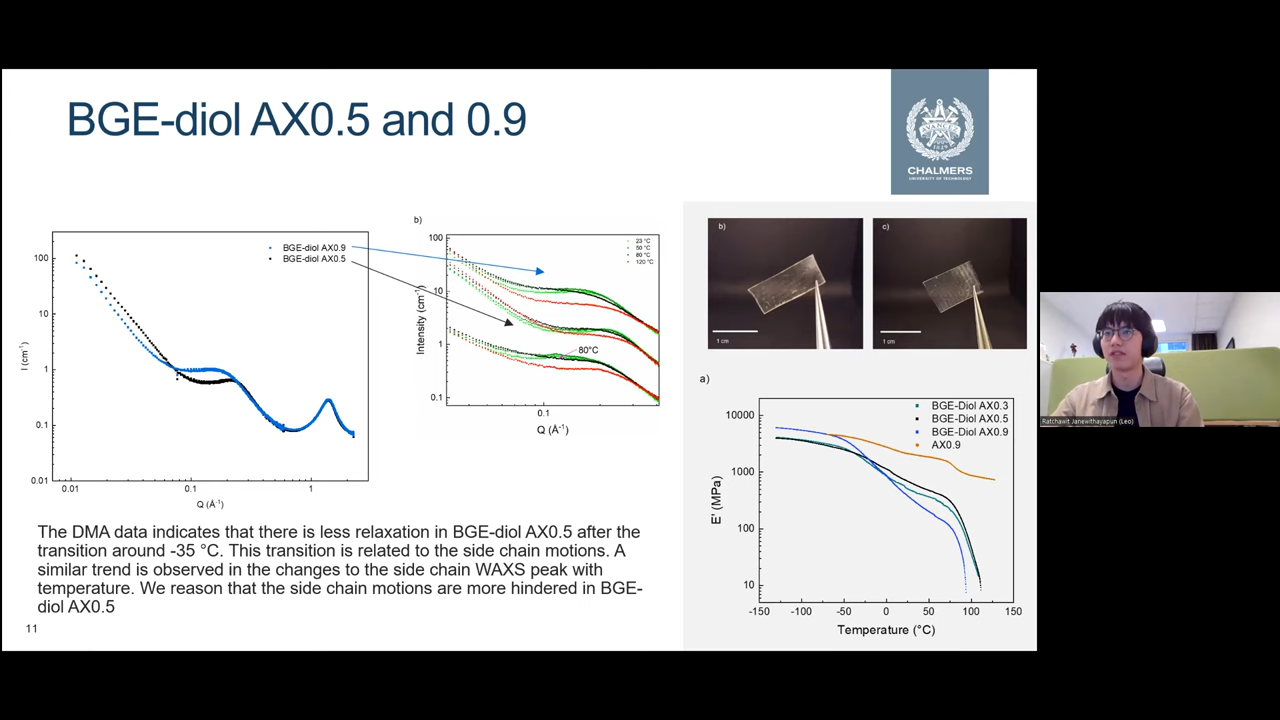 BGE-diol AX0.5 and 0.9
AVANCEZ
1829
CHALMERS
UNIVERSITY OF TECHNOLOGY
BGE-diol AX0.9
BGE-diol AX0.5
100
10
1
0.1
0.01
0.01
0.1
1
I (cm⁻¹)
Q (Å⁻¹)
b)
23 °C
50 °C
80 °C
120 °C
100
10
1
0.1
80°C
0.1
Intensity (cm⁻¹)
Q (Å⁻¹)
b)
1 cm
c)
1 cm
a)
BGE-Diol AX0.3
BGE-Diol AX0.5
BGE-Diol AX0.9
AX0.9
10000
1000
100
10
E' (MPa)
-150
-100
-50
0
50
100
150
Temperature (°C)
The DMA data indicates that there is less relaxation in BGE-diol AX0.5 after the
transition around -35 °C. This transition is related to the side chain motions. A
similar trend is observed in the changes to the side chain WAXS peak with
temperature. We reason that the side chain motions are more hindered in BGE-
diol AX0.5
11
Ratchawit Janewithayapun (Leo)